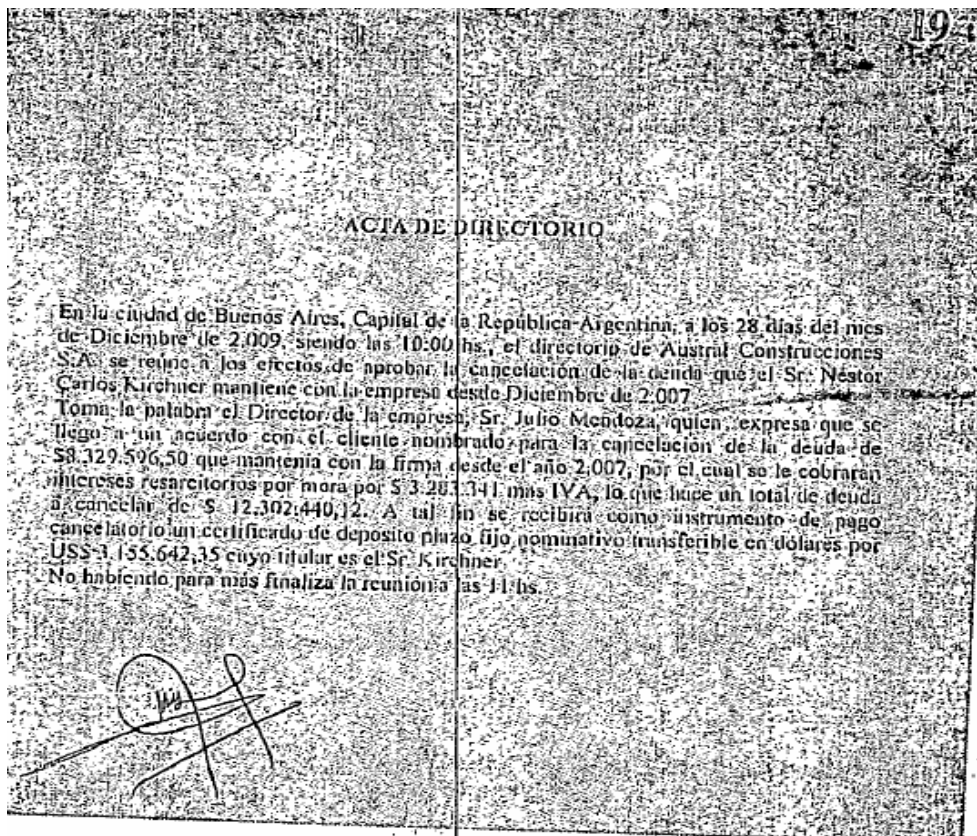 19
ACTA DE DIRECTORIO
En la ciudad de Buenos Aires, Capital de la República Argentina, a los 28 días del mes
de Diciembre de 2.009, siendo las 10:00 hs., el directorio de Austral Construcciones
S.A. se reúne a los efectos de aprobar la cancelación de la deuda que el Sr. Néstor
Carlos Kirchner mantiene con la empresa desde Diciembre de 2.007
Toma la palabra el Director de la empresa, Sr. Julio Mendoza, quien expresa que se
llego a un acuerdo con el cliente nombrado para la cancelación de la deuda de
$8.329.596,50 que mantenía con la firma desde el año 2.007, por el cual se le cobraran
intereses resarcitorios por mora por $ 3.283.341 mas IVA, lo que hace un total de deuda
a cancelar de $ 12.302.440,12. A tal fin se recibirá como instrumento de pago
cancelatorio un certificado de deposito plazo fijo nominativo transferible en dólares por
U$S 3.155.642,35 cuyo titular es el Sr. Kirchner.
No habiendo para más finaliza la reunión a las 11 hs.